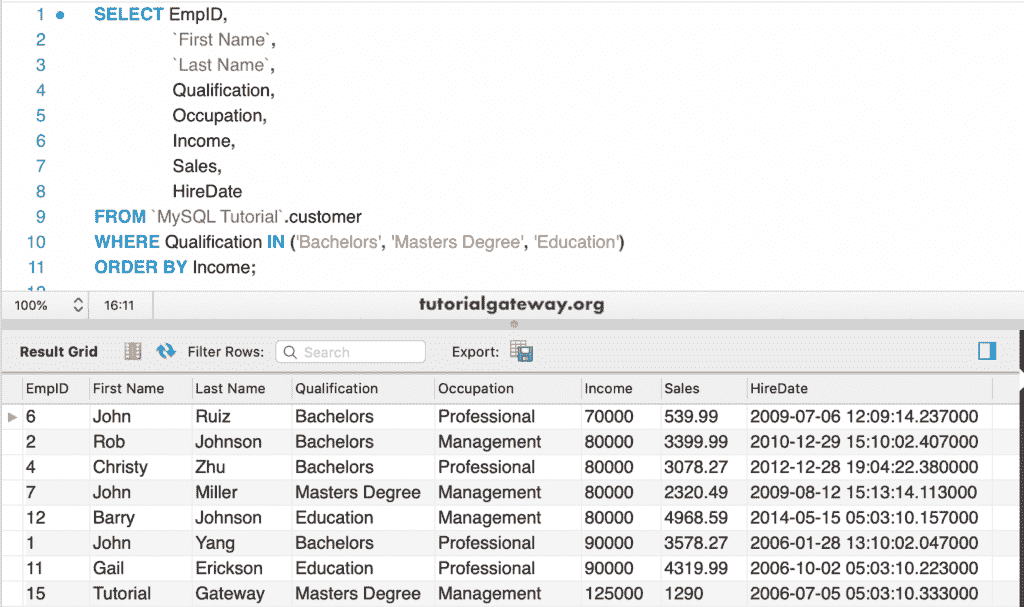 1 SELECT EmpID,
2 `First Name`,
3 `Last Name`,
4 Qualification,
5 Occupation,
6 Income,
7 Sales,
8 HireDate
9 FROM `MySQL Tutorial`.customer
10 WHERE Qualification IN ('Bachelors', 'Masters Degree', 'Education')
11 ORDER BY Income;
12
100% 16:11 tutorialgateway.org
Result Grid Filter Rows: Search Export:
EmpID First Name Last Name Qualification Occupation Income Sales HireDate
6 John Ruiz Bachelors Professional 70000 539.99 2009-07-06 12:09:14.237000
2 Rob Johnson Bachelors Management 80000 3399.99 2010-12-29 15:10:02.407000
4 Christy Zhu Bachelors Professional 80000 3078.27 2012-12-28 19:04:22.380000
7 John Miller Masters Degree Management 80000 2320.49 2009-08-12 15:13:14.113000
12 Barry Johnson Education Management 80000 4968.59 2014-05-15 05:03:10.157000
1 John Yang Bachelors Professional 90000 3578.27 2006-01-28 13:10:02.047000
11 Gail Erickson Education Professional 90000 4319.99 2006-10-02 05:03:10.223000
15 Tutorial Gateway Masters Degree Management 125000 1290 2006-07-05 05:03:10.333000